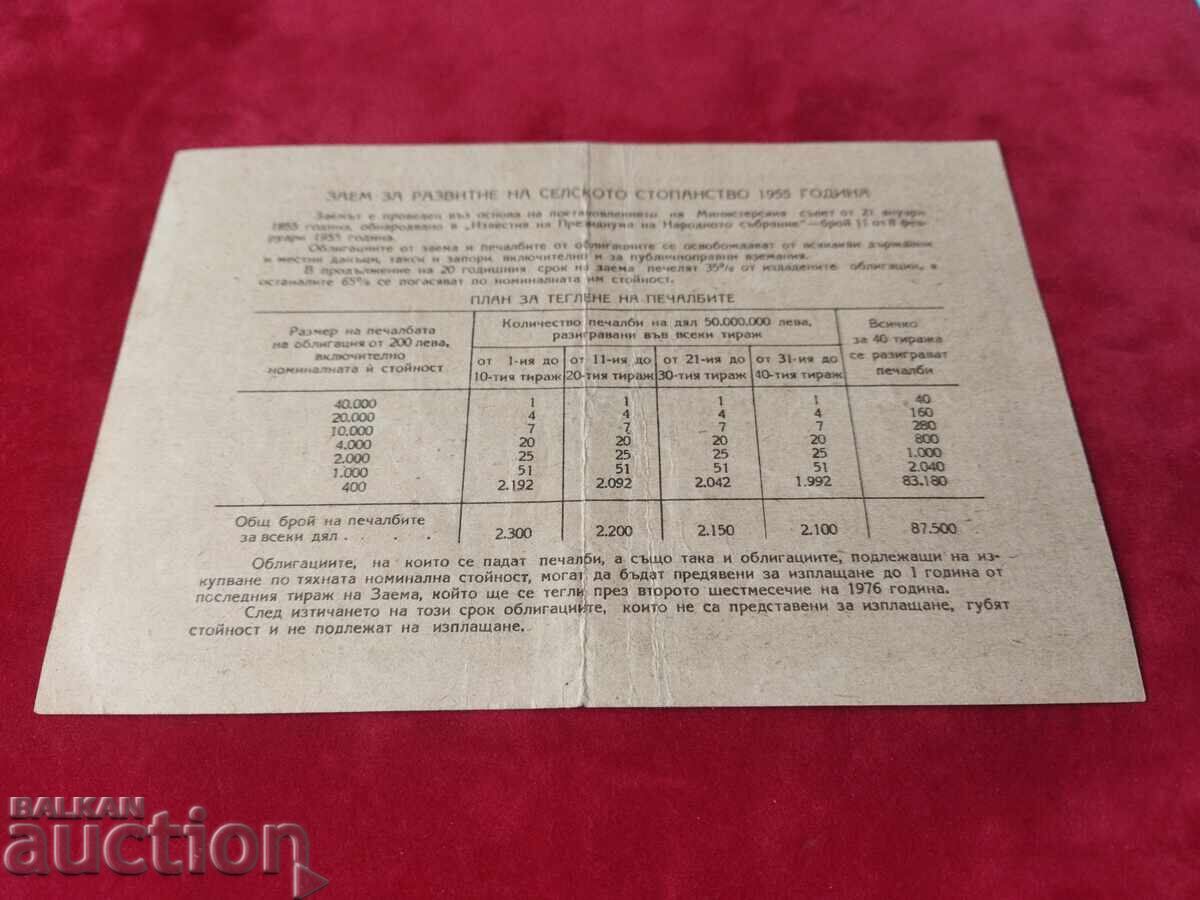 ЗАЕМ ЗА РАЗВИТИЕ НА СЕЛСКОТО СТОПАНСТВО 1955 ГОДИНА
Заемът е проведен въз основа на постановлението на Министерския съвет от 21 януари
1955 година, обнародвано в „Известия на Президиума на Народното събрание“—брой 11 от 8 фев-
руари 1955 година.
Облигациите от заема и печалбите от облигациите се освобождават от всякакви държавни
и местни данъци, такси и запори, включително и за публичноправни вземания.
В продължение на 20 годишния срок на заема печелят 35% от издадените облигации, а
останалите 65% се погасяват по номиналната им стойност.
ПЛАН ЗА ТЕГЛЕНЕ НА ПЕЧАЛБИТЕ
Размер на печалбата на облигация от 200 лева, включително номиналната ѝ стойност
Количество печалби на дял 50.000.000 лева, разигравани във всеки тираж
Всичко за 40 тиража се разиграват печалби
от 1-ия до 10-тия тираж
от 11-ия до 20-тия тираж
от 21-ия до 30-тия тираж
от 31-ия до 40-тия тираж
40.000 1 1 1 1 40
20.000 4 4 4 4 160
10.000 7 7 7 7 280
4.000 20 20 20 20 800
2.000 25 25 25 25 1.000
1.000 51 51 51 51 2.040
400 2.192 2.092 2.042 1.992 83.180
Общ брой на печалбите
за всеки дял . . . . 2.300 2.200 2.150 2.100 87.500
Облигациите, на които се падат печалби, а също така и облигациите, подлежащи на из-
купване по тяхната номинална стойност, могат да бъдат предявени за изплащане до 1 година от
последния тираж на Заема, който ще се тегли през второто шестмесечие на 1976 година.
След изтичането на този срок облигациите, които не са представени за изплащане, губят
стойност и не подлежат на изплащане.
BALKAN
auction